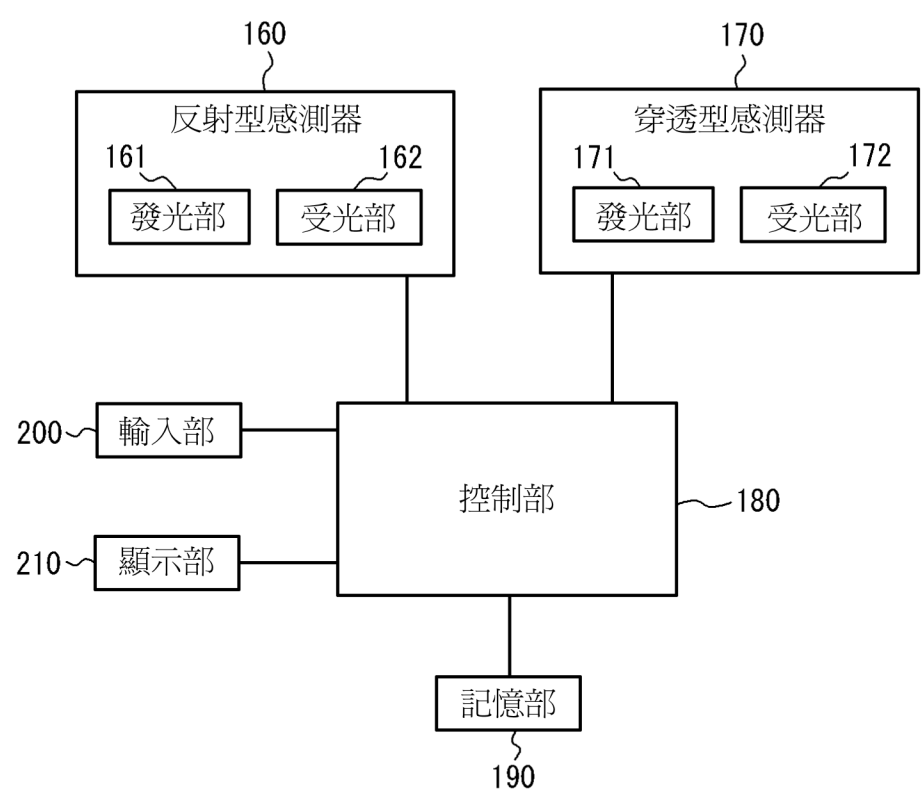 160
170
反射型感測器
穿透型感測器
161
162
171
172
發光部
受光部
發光部
受光部
200
輸入部
控制部
180
210
顯示部
記憶部
190